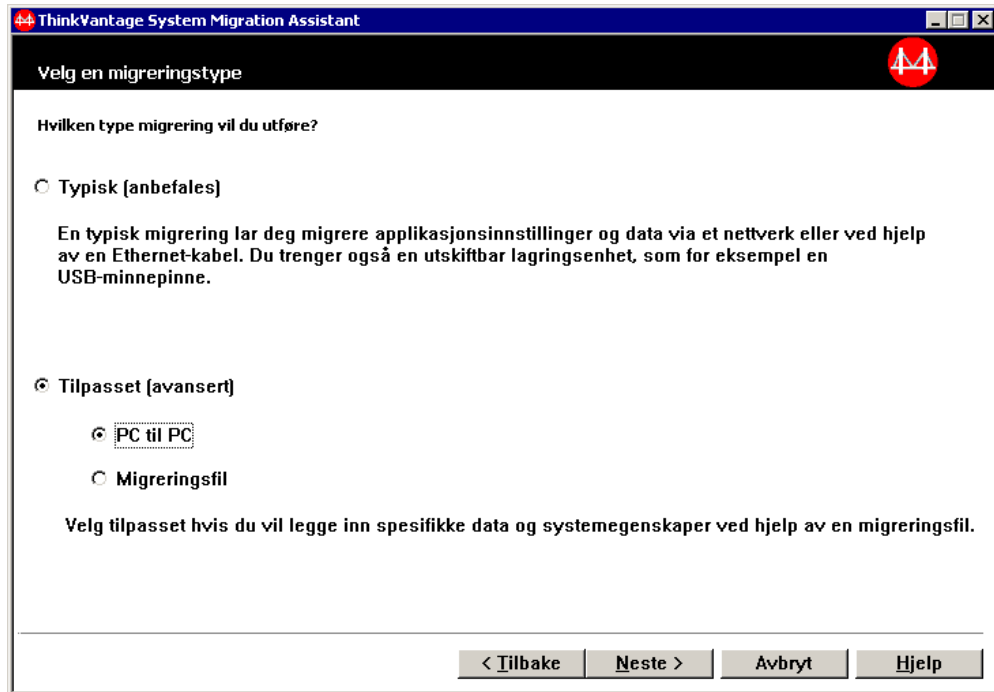 ThinkVantage System Migration Assistant
Velg en migreringstype
Hvilken type migrering vil du utføre?
Typisk (anbefales)
En typisk migrering lar deg migrere applikasjonsinnstillinger og data via et nettverk eller ved hjelp
av en Ethernet-kabel. Du trenger også en utskiftbar lagringsenhet, som for eksempel en
USB-minnepinne.
Tilpasset (avansert)
PC til PC
Migreringsfil
Velg tilpasset hvis du vil legge inn spesifikke data og systemegenskaper ved hjelp av en migreringsfil.
< Tilbake Neste > Avbryt Hjelp